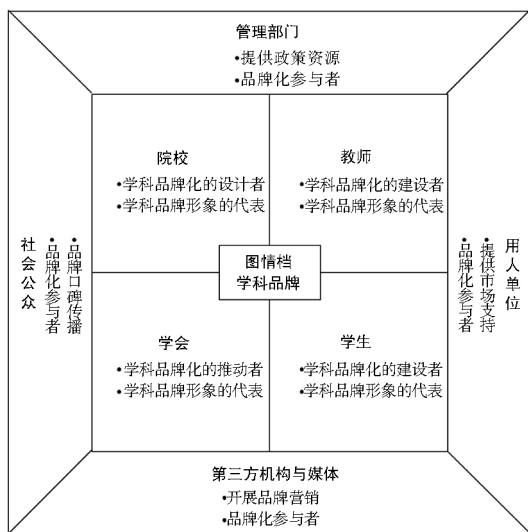 管理部门
•提供政策资源
•品牌化参与者
院校
•学科品牌化的设计者
•学科品牌形象的代表
教师
•学科品牌化的建设者
•学科品牌形象的代表
社会公众
•品牌口碑传播
•品牌化参与者
图情档
学科品牌
用人单位
•提供市场支持
•品牌化参与者
学会
•学科品牌化的推动者
•学科品牌形象的代表
学生
•学科品牌化的建设者
•学科品牌形象的代表
第三方机构与媒体
•开展品牌营销
•品牌化参与者